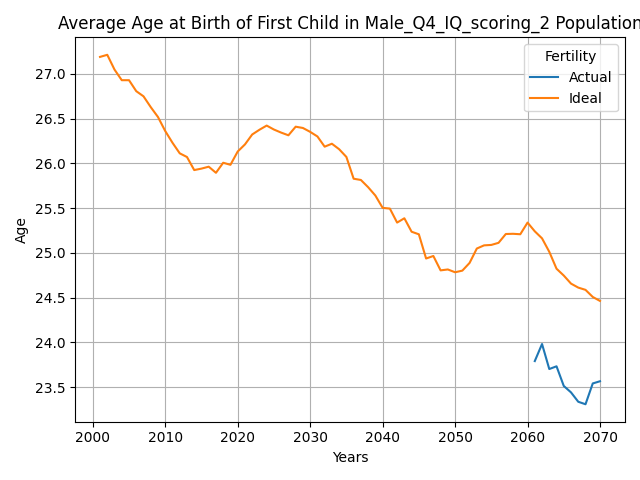 Average Age at Birth of First Child in Male_Q4_IQ_scoring_2 Population
Fertility
Actual
Ideal
27.0
26.5
26.0
25.5
25.0
24.5
24.0
23.5
Age
2000 2010 2020 2030 2040 2050 2060 2070
Years